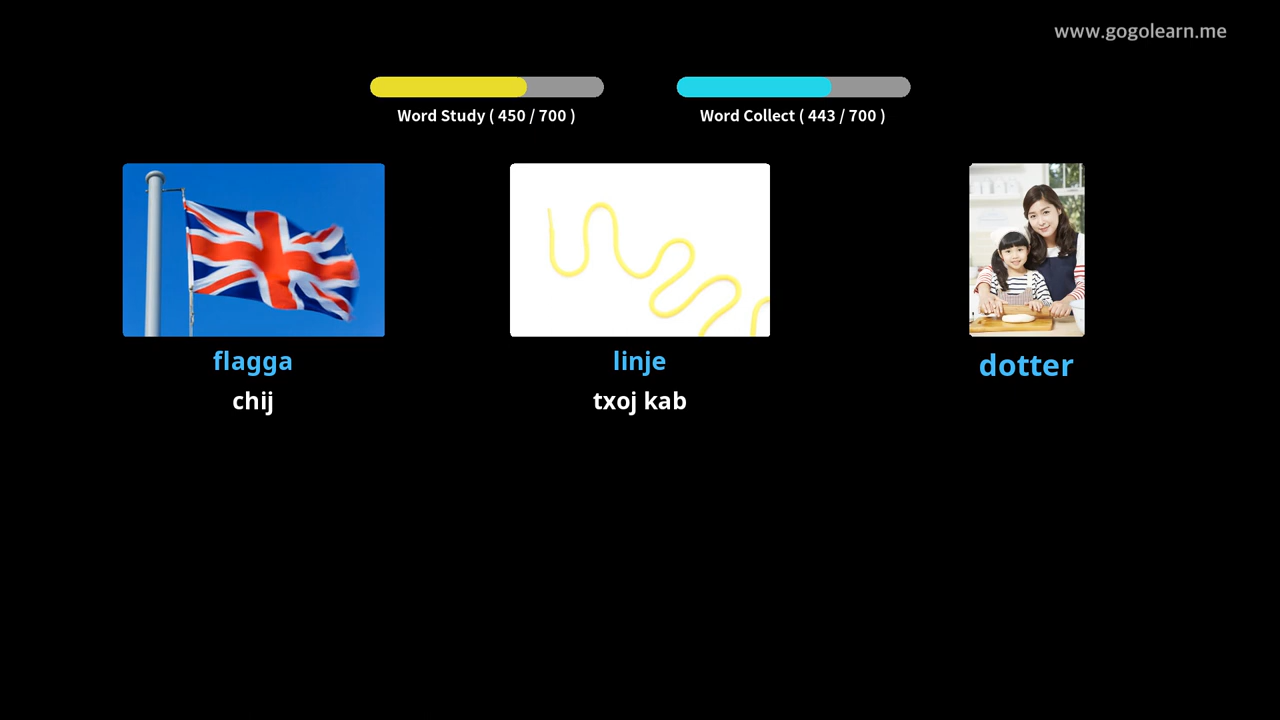 www.gogolearn.me
Word Study ( 450 / 700 )
Word Collect ( 443 / 700 )
flagga
linje
dotter
chij
txoj kab